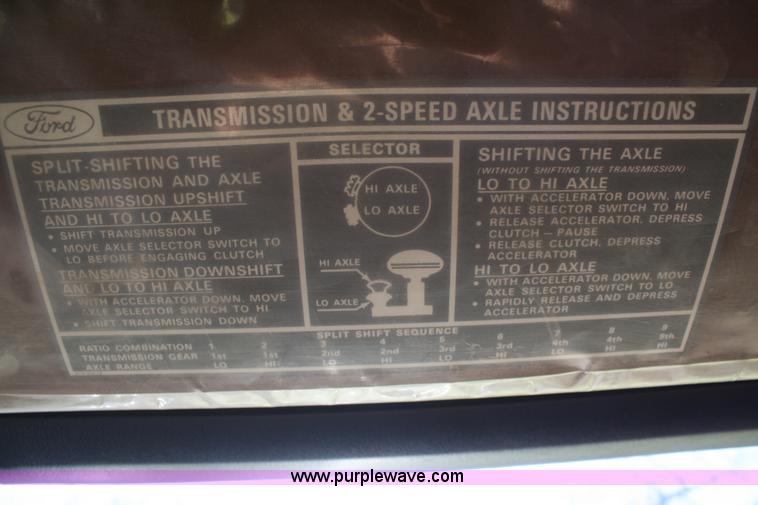 Ford
TRANSMISSION & 2-SPEED AXLE INSTRUCTIONS
SPLIT-SHIFTING THE
TRANSMISSION AND AXLE
TRANSMISSION UPSHIFT
AND HI TO LO AXLE
• SHIFT TRANSMISSION UP
• MOVE AXLE SELECTOR SWITCH TO
LO BEFORE ENGAGING CLUTCH
TRANSMISSION DOWNSHIFT
AND LO TO HI AXLE
• WITH ACCELERATOR DOWN, MOVE
AXLE SELECTOR SWITCH TO HI
• SHIFT TRANSMISSION DOWN
SELECTOR
HI AXLE
LO AXLE
HI AXLE
LO AXLE
SHIFTING THE AXLE
(WITHOUT SHIFTING THE TRANSMISSION)
LO TO HI AXLE
• WITH ACCELERATOR DOWN, MOVE
AXLE SELECTOR SWITCH TO HI
• RELEASE ACCELERATOR, DEPRESS
CLUTCH — PAUSE
• RELEASE CLUTCH, DEPRESS
ACCELERATOR
HI TO LO AXLE
• WITH ACCELERATOR DOWN, MOVE
AXLE SELECTOR SWITCH TO LO
• RAPIDLY RELEASE AND DEPRESS
ACCELERATOR
SPLIT SHIFT SEQUENCE
RATIO COMBINATION 1 2 3 4 5 6 7 8 9
TRANSMISSION GEAR 1st 1st 2nd 2nd 3rd 3rd 4th 4th 5th
AXLE RANGE LO HI LO HI LO HI LO HI HI
www.purplewave.com